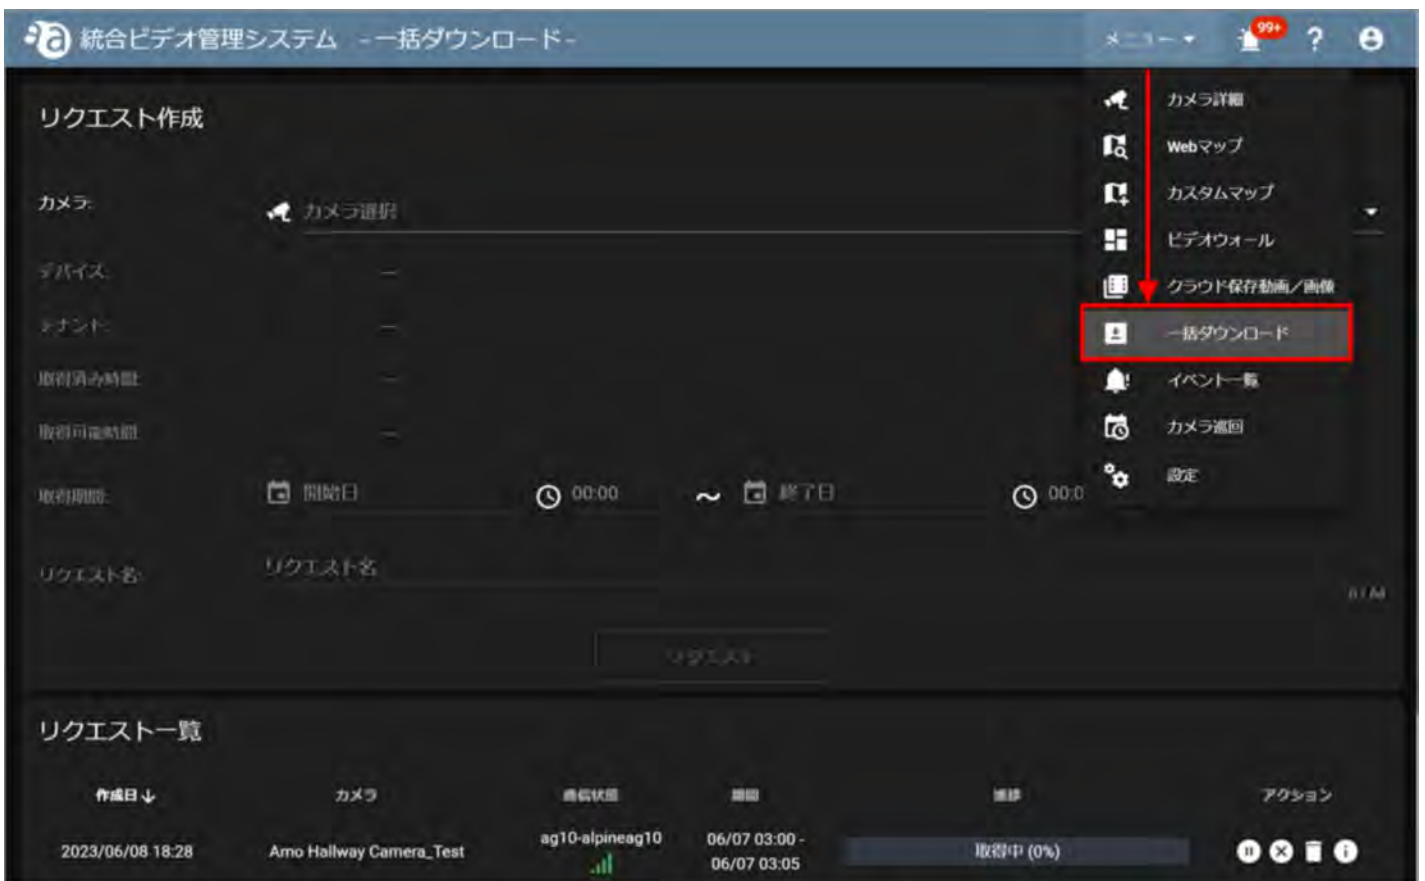 統合ビデオ管理システム -一括ダウンロード-
メニュー
99+
?
リクエスト作成
カメラ詳細
Webマップ
カメラ:
カメラ選択
カスタムマップ
ビデオウォール
デバイス:
—
クラウド保存動画／画像
テナント:
—
一括ダウンロード
取得済み時間:
—
イベント一覧
取得可能時間:
—
カメラ巡回
取得期間:
開始日
00:00
～
終了日
00:0
設定
リクエスト名:
リクエスト名
0 / 64
リクエスト
リクエスト一覧
作成日↓ カメラ 通信状態 期間 進捗 アクション
2023/06/08 18:28 Amo Hallway Camera_Test ag10-alpineag10 06/07 03:00 - 取得中 (0%)
06/07 03:05